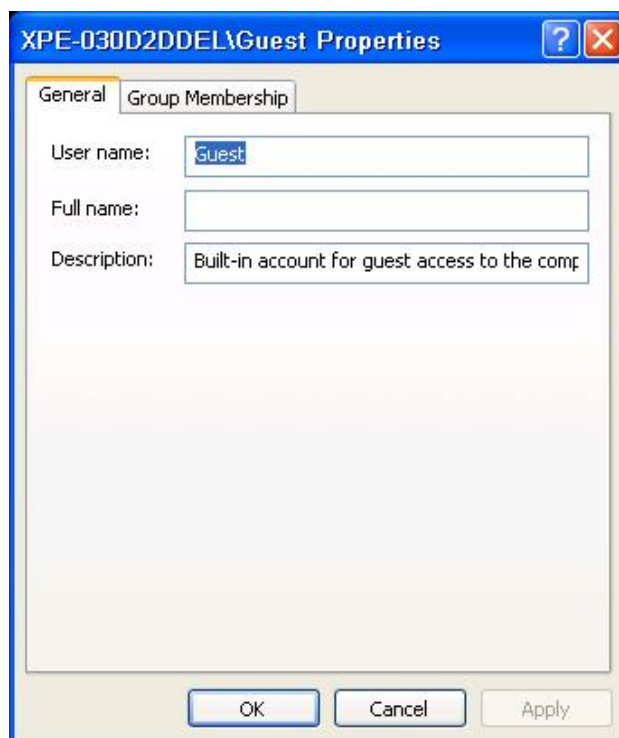 XPE-030D2DDEL\Guest Properties
General Group Membership
User name: Guest
Full name:
Description: Built-in account for guest access to the comp
OK Cancel Apply